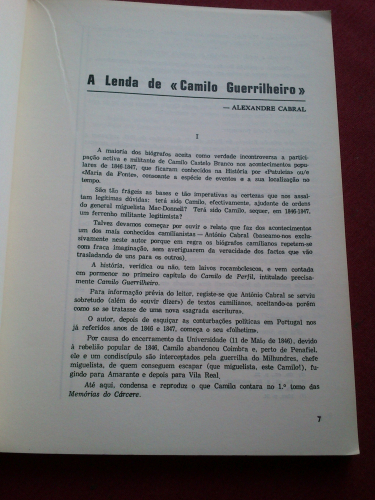 A Lenda de «Camilo Guerrilheiro»
— ALEXANDRE CABRAL
I
A maioria dos biógrafos aceita como verdade incontroversa a partici-
pação activa e militante de Camilo Castelo Branco nos acontecimentos popu-
lares de 1846-1847, que ficaram conhecidos na História por «Patuleia» ou/e
«Maria da Fonte», consoante a espécie de eventos e a sua localização no
tempo.
São tão frágeis as bases e tão imperativas as certezas que nos assal-
tam legítimas dúvidas: terá sido Camilo, efectivamente, ajudante de ordens
do general miguelista Mac-Donnell? Terá sido Camilo, sequer, em 1846-1847,
um ferrenho militante legitimista?
Talvez devamos começar por ouvir o relato que faz dos acontecimentos
um dos mais conhecidos camilianistas — António Cabral (baseamo-nos ex-
clusivamente neste autor porque em regra os biógrafos camilianos repetem-se
com fraca imaginação, sem averiguarem da veracidade dos factos que vão
trasladando de uns para os outros).
A história, verídica ou não, tem laivos rocambolescos, e vem contada
em pormenor no primeiro capítulo do Camilo de Perfil, intitulado precisa-
mente Camilo Guerrilheiro.
Para informação prévia do leitor, registe-se que António Cabral se serviu
sobretudo (além do «ouvir dizer») de textos camilianos, aceitando-os porém
como se se tratasse de uma nova «sagrada escritura».
O autor, depois de esquiçar as conturbações políticas em Portugal nos
já referidos anos de 1846 e 1847, começa o seu «folhetim».
Por causa do encerramento da Universidade (11 de Maio de 1846), devido
à rebelião popular de 1846, Camilo abandonou Coimbra e, perto de Penafiel,
ele e um condiscípulo são interceptados pela guerrilha do Milhundres, chefe
miguelista, de quem conseguem escapar (que miguelista, este Camilo!), fu-
gindo para Amarante e depois para Vila Real.
Até aqui, condensa e reproduz o que Camilo contara no 1.º tomo das
Memórias do Cárcere.
7